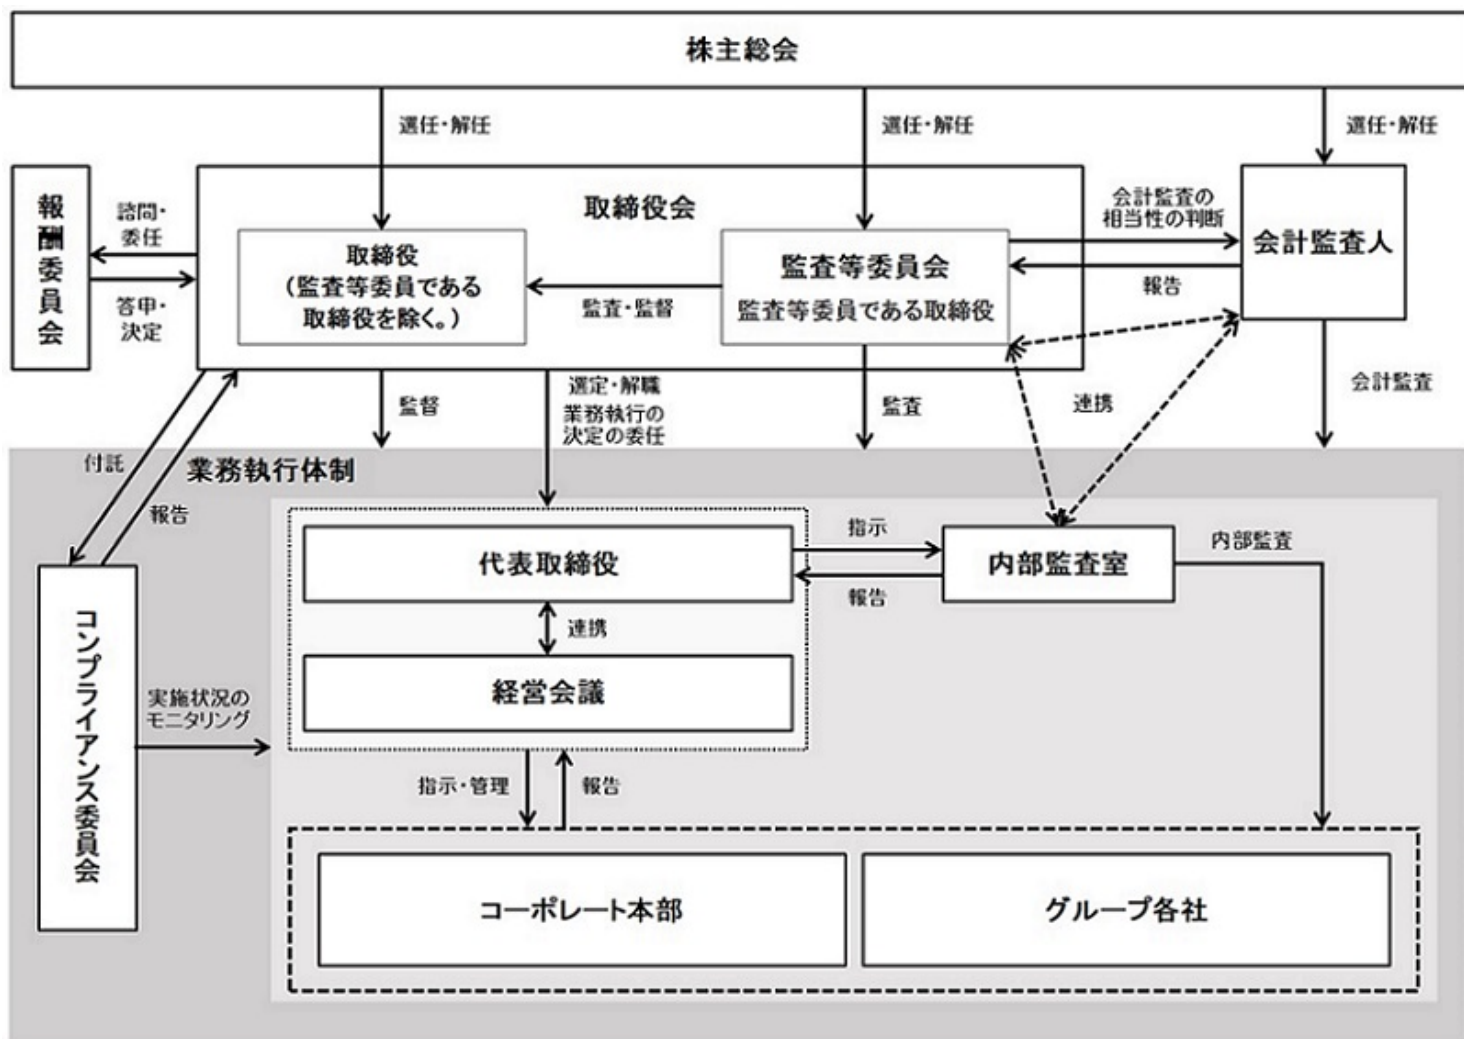 株主総会
選任・解任
選任・解任
選任・解任
報酬委員会
諮問・
委任
答申・
決定
取締役会
取締役
(監査等委員である
取締役を除く。)
監査・監督
監査等委員会
監査等委員である取締役
会計監査の
相当性の判断
報告
会計監査人
連携
会計監査
付託
報告
監督
選定・解職
業務執行の
決定の委任
監査
業務執行体制
代表取締役
連携
経営会議
指示
報告
内部監査室
内部監査
コンプライアンス委員会
実施状況の
モニタリング
指示・管理
報告
コーポレート本部
グループ各社